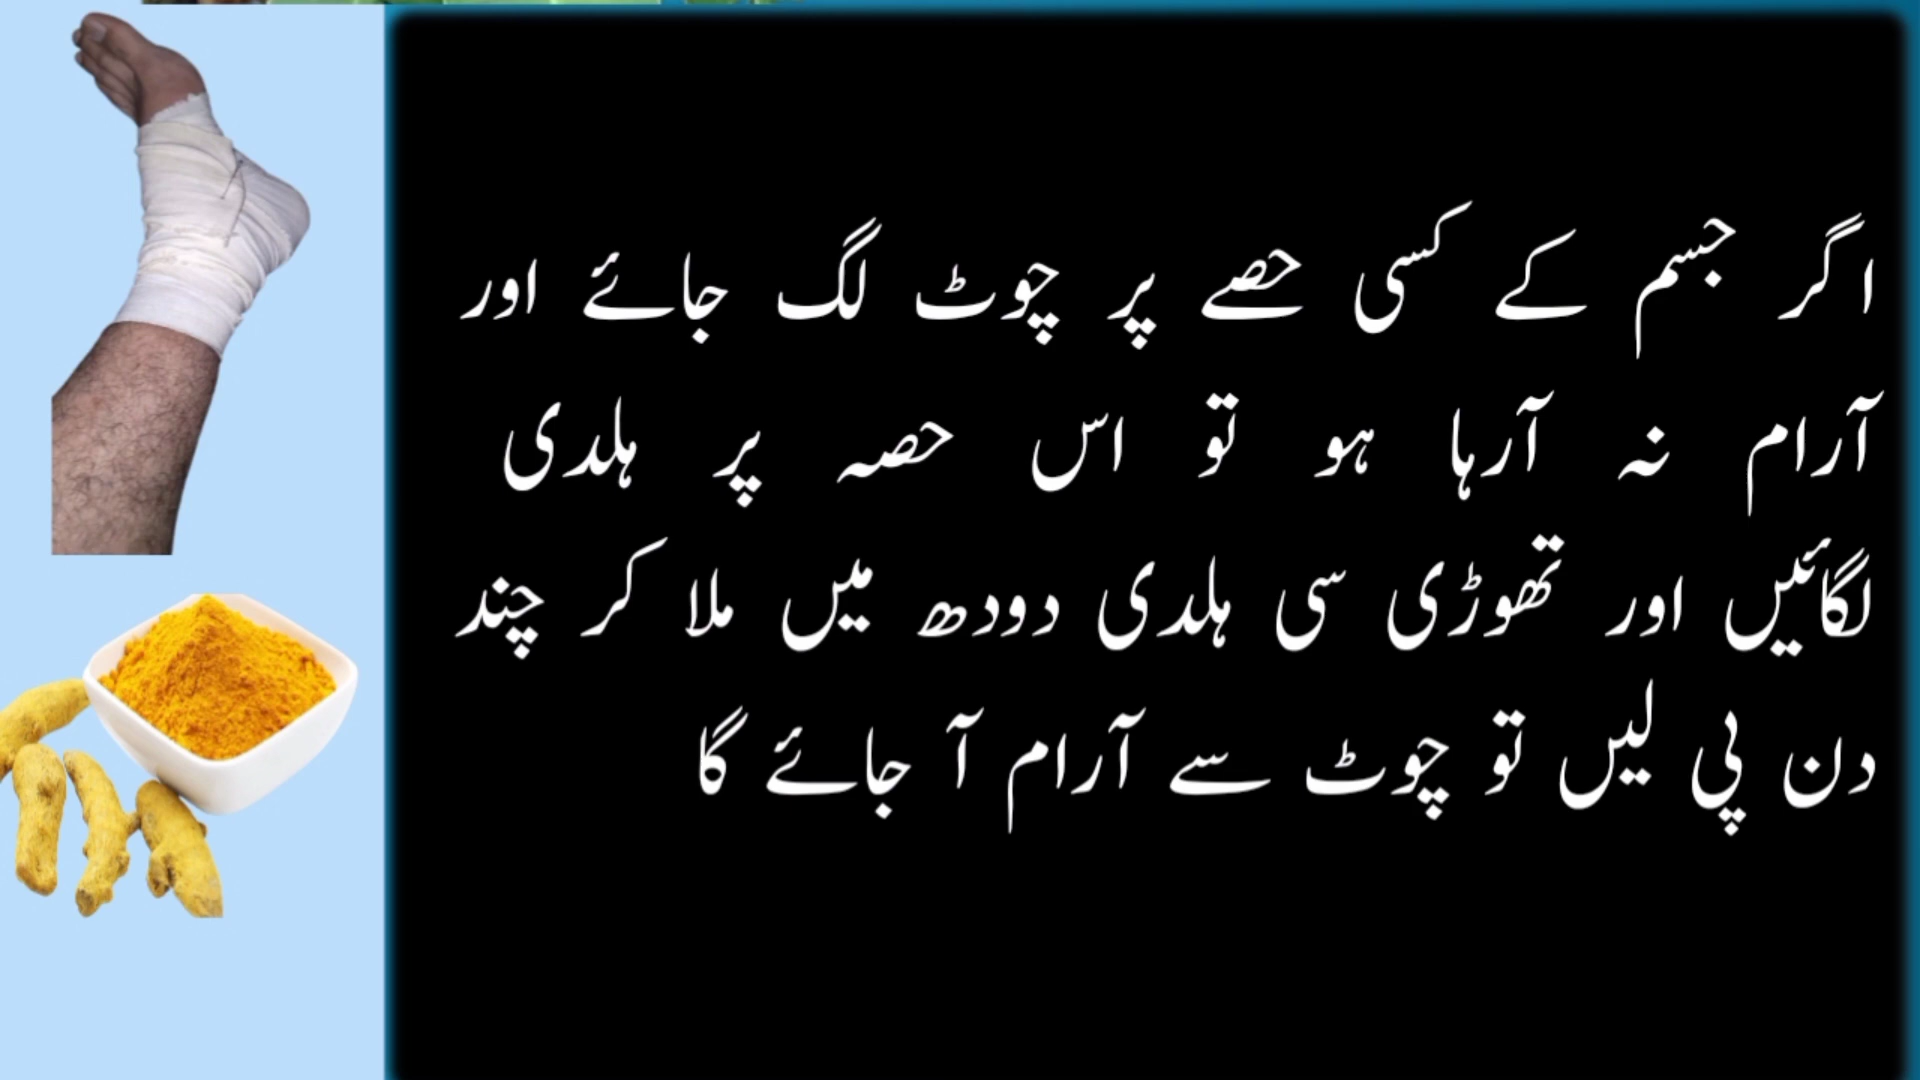 اگر جسم کے کسی حصے پر چوٹ لگ جائے اور
آرام نہ آرہا ہو تو اس حصہ پر ہلدی
لگائیں اور تھوڑی سی ہلدی دودھ میں ملا کر چند
دن پی لیں تو چوٹ سے آرام آ جائے گا